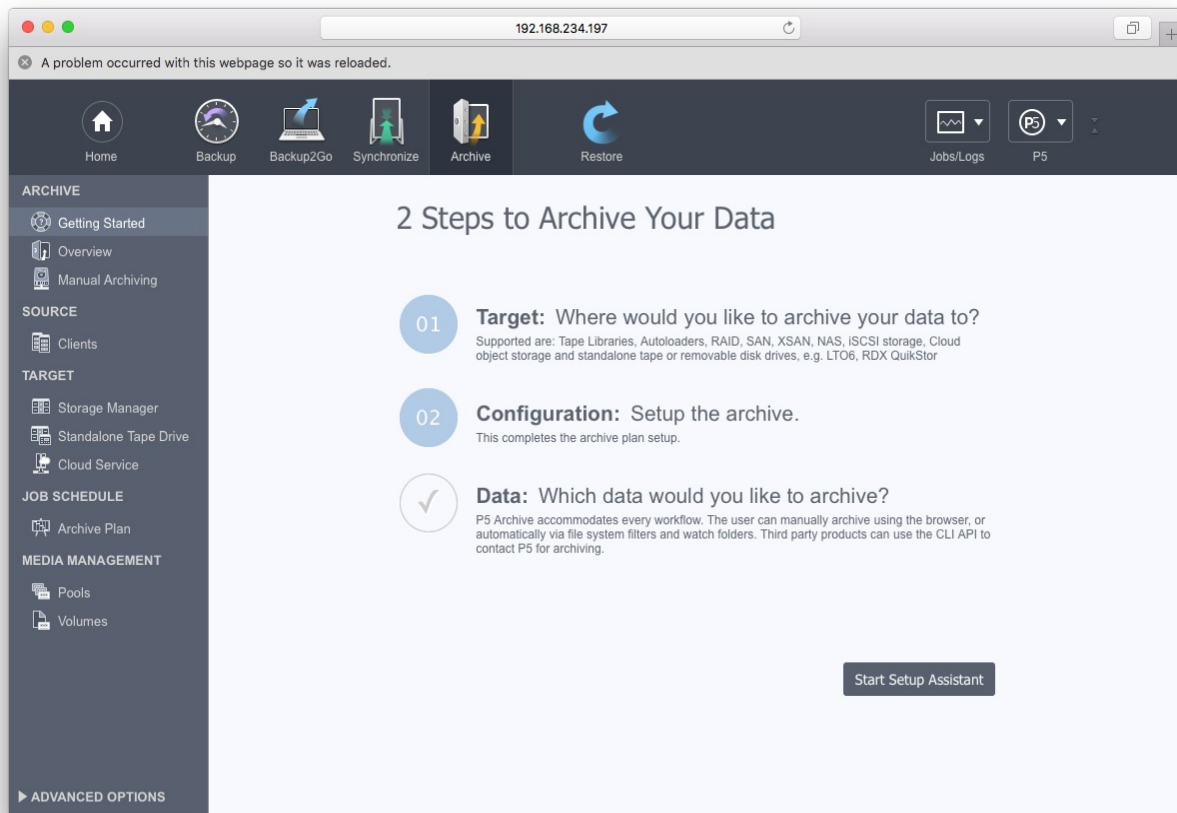 192.168.234.197
A problem occurred with this webpage so it was reloaded.
Home
Backup
Backup2Go
Synchronize
Archive
Restore
Jobs/Logs
P5
P5
ARCHIVE
Getting Started
Overview
Manual Archiving
SOURCE
Clients
TARGET
Storage Manager
Standalone Tape Drive
Cloud Service
JOB SCHEDULE
Archive Plan
MEDIA MANAGEMENT
Pools
Volumes
ADVANCED OPTIONS
2 Steps to Archive Your Data
01
Target: Where would you like to archive your data to?
Supported are: Tape Libraries, Autoloaders, RAID, SAN, XSAN, NAS, iSCSI storage, Cloud
object storage and standalone tape or removable disk drives, e.g. LTO6, RDX QuikStor
02
Configuration: Setup the archive.
This completes the archive plan setup.
Data: Which data would you like to archive?
P5 Archive accommodates every workflow. The user can manually archive using the browser, or
automatically via file system filters and watch folders. Third party products can use the CLI API to
contact P5 for archiving.
Start Setup Assistant